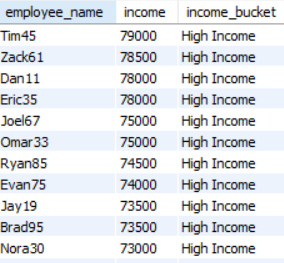 employee_name income income_bucket
Tim45 79000 High Income
Zack61 78500 High Income
Dan11 78000 High Income
Eric35 78000 High Income
Joel67 75000 High Income
Omar33 75000 High Income
Ryan85 74500 High Income
Evan75 74000 High Income
Jay19 73500 High Income
Brad95 73500 High Income
Nora30 73000 High Income